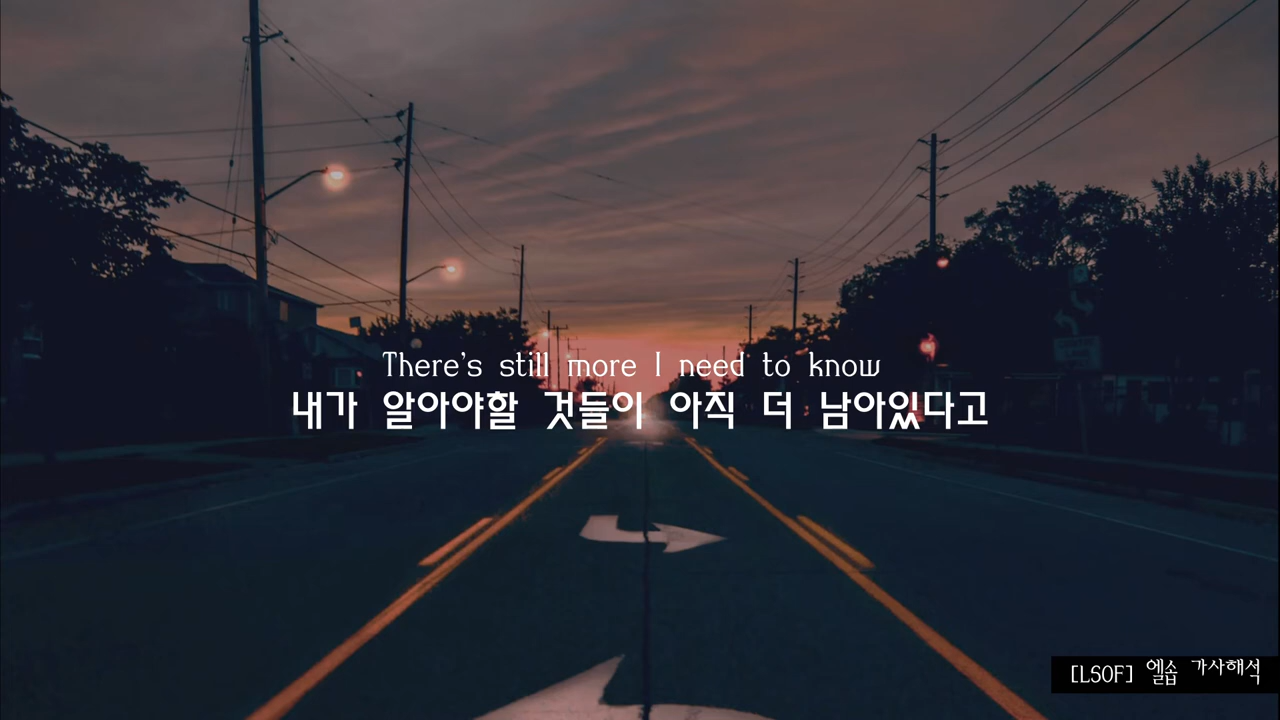 There's still more I need to know
내가 알아야할 것들이 아직 더 남아있다고
[LSOF] 엘솝 가사해석